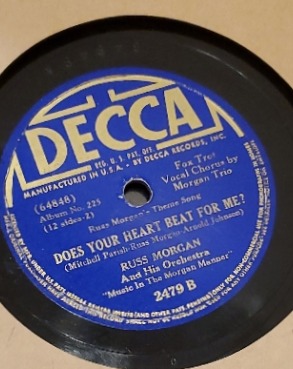 DECCA
REG. U.S. PAT. OFF.
MANUFACTURED IN U.S.A. BY DECCA RECORDS, INC.
(64848)
Album No. 225
(12 sides-2)
Fox Trot
Vocal Chorus by
Morgan Trio
Russ Morgan's Theme Song
DOES YOUR HEART BEAT FOR ME?
(Mitchell Parish-Russ Morgan-Arnold Johnson)
RUSS MORGAN
And His Orchestra
"Music In The Morgan Manner"
2479 B